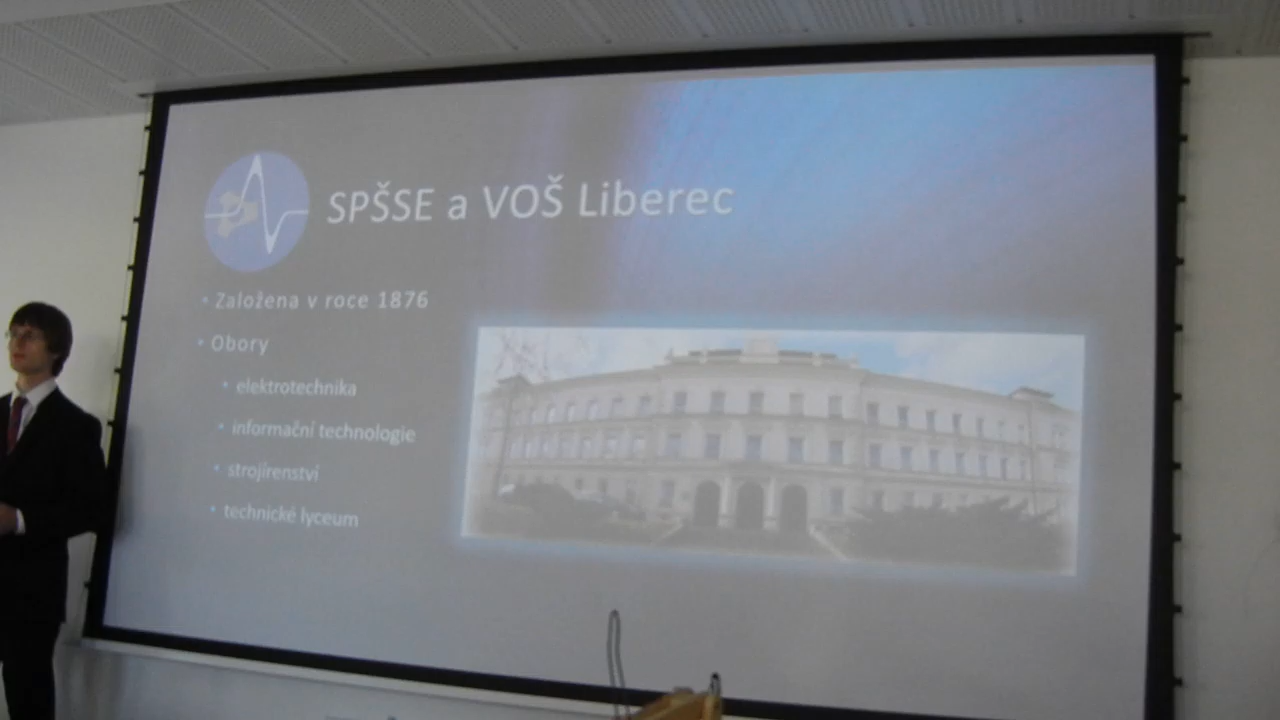 SPŠSE a VOŠ Liberec
• Založena v roce 1876
• Obory
• elektrotechnika
• informační technologie
• strojírenství
• technické lyceum